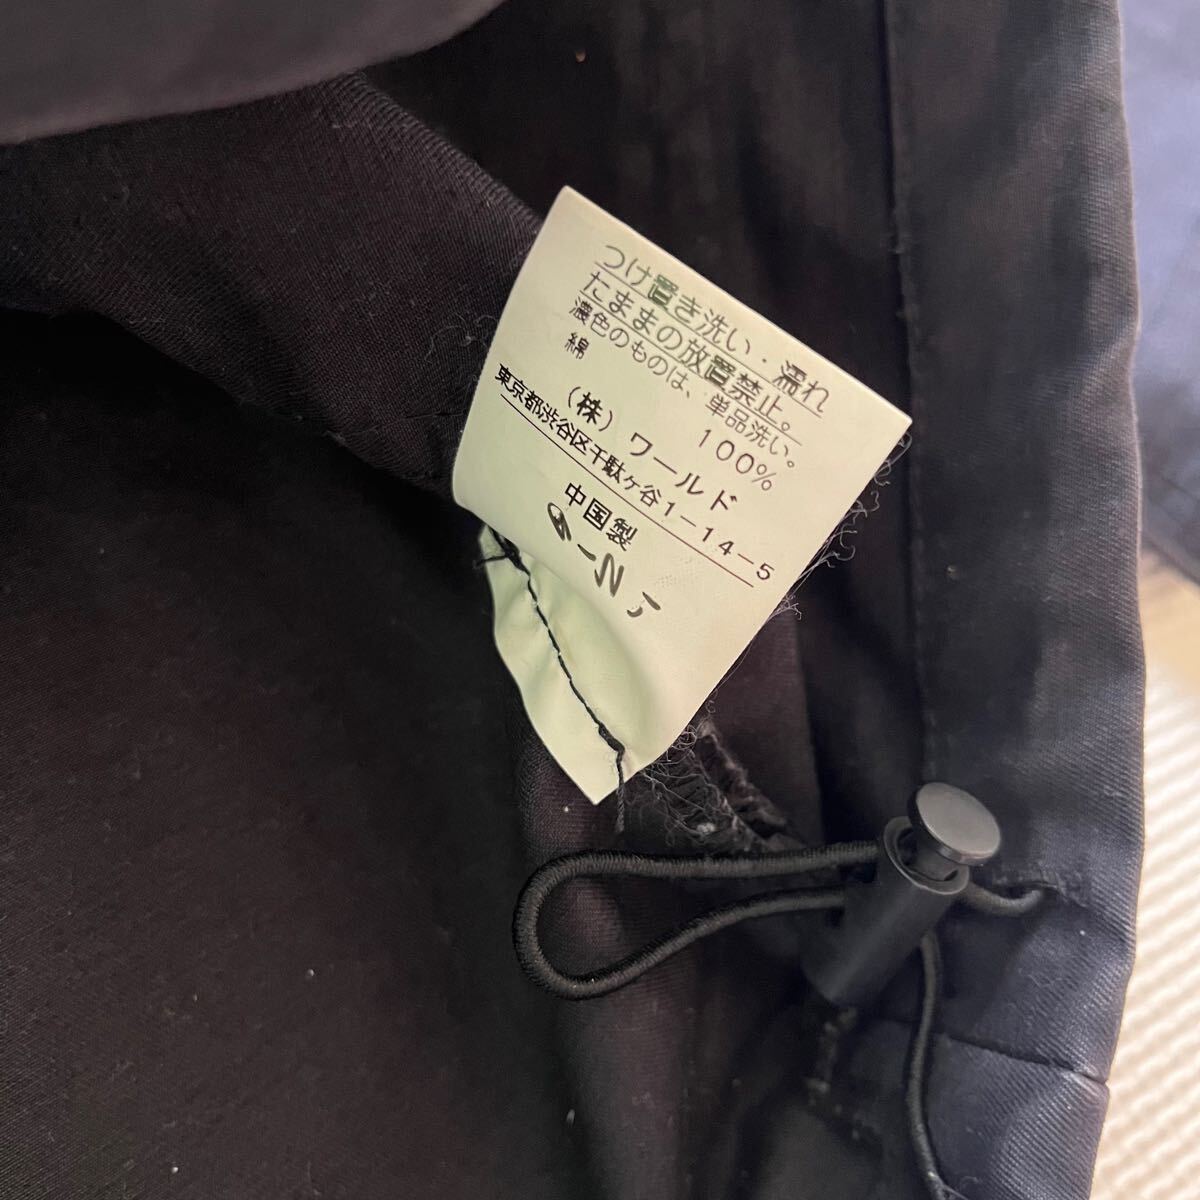 つけ置き洗い・濡れ
たままの放置禁止。
濃色のものは、単品洗い。
綿 100%
(株)ワールド
東京都渋谷区千駄ヶ谷1-14-5
中国製